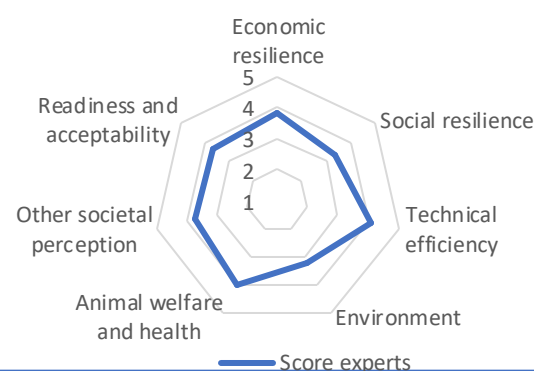 Economic
resilience
5
4
3
2
1
Readiness and
acceptability
Social resilience
Other societal
perception
Technical
efficiency
Animal welfare
and health
Environment
Score experts